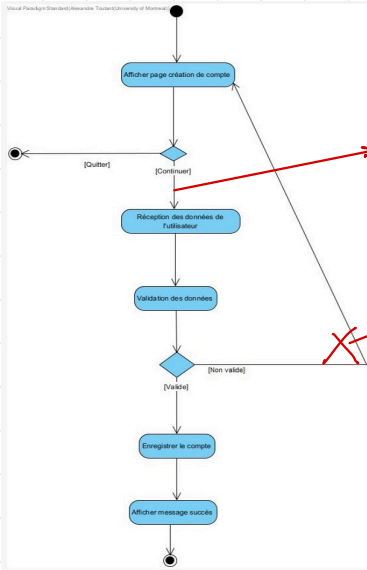 Visual Paradigm Standard(Alexandre Toutant(University of Montreal))
Afficher page création de compte
[Quitter]
[Continuer]
Réception des données de
l'utilisateur
Validation des données
[Non valide]
[Valide]
Enregistrer le compte
Afficher message succès